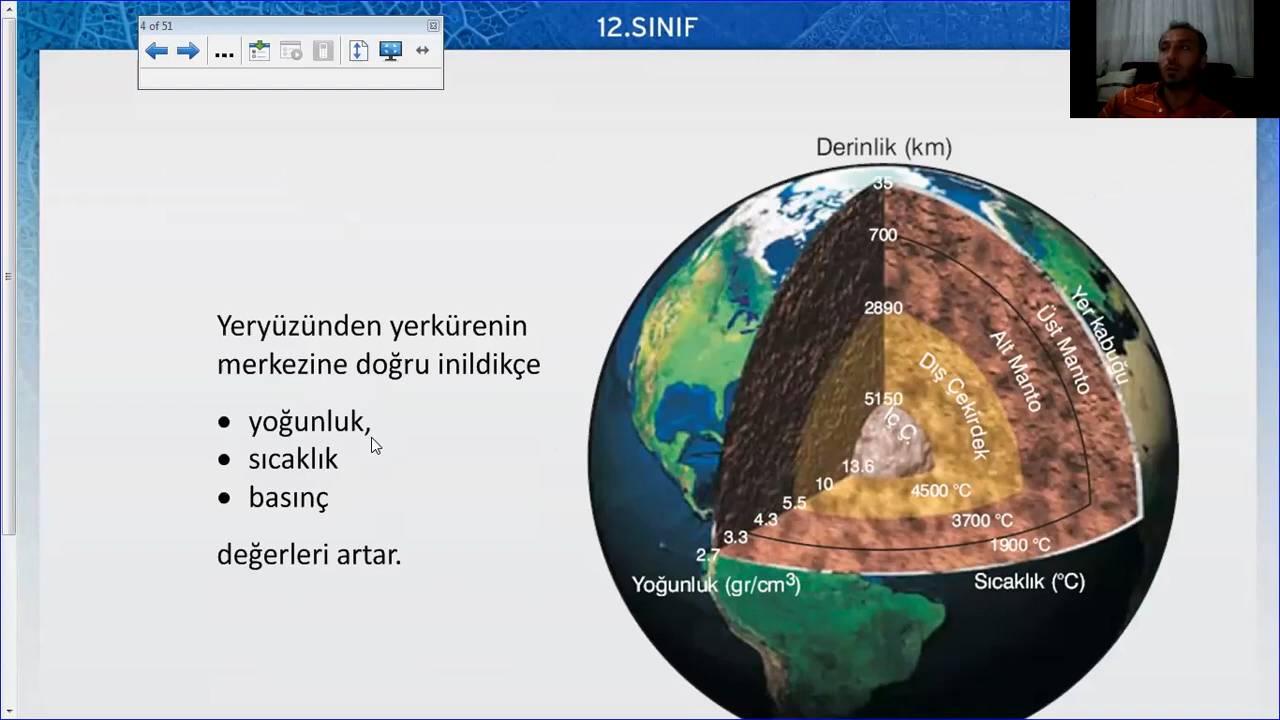 4 of 51
12.SINIF
Derinlik (km)
35
700
2890
5150
Yer kabuğu
Üst Manto
Alt Manto
Dış Çekirdek
İç Ç.
Yeryüzünden yerkürenin
merkezine doğru inildikçe
• yoğunluk,
• sıcaklık
• basınç
değerleri artar.
13.6
10
5.5
4.3
3.3
2.7
4500 °C
3700 °C
1900 °C
Yoğunluk (gr/cm³)
Sıcaklık (°C)